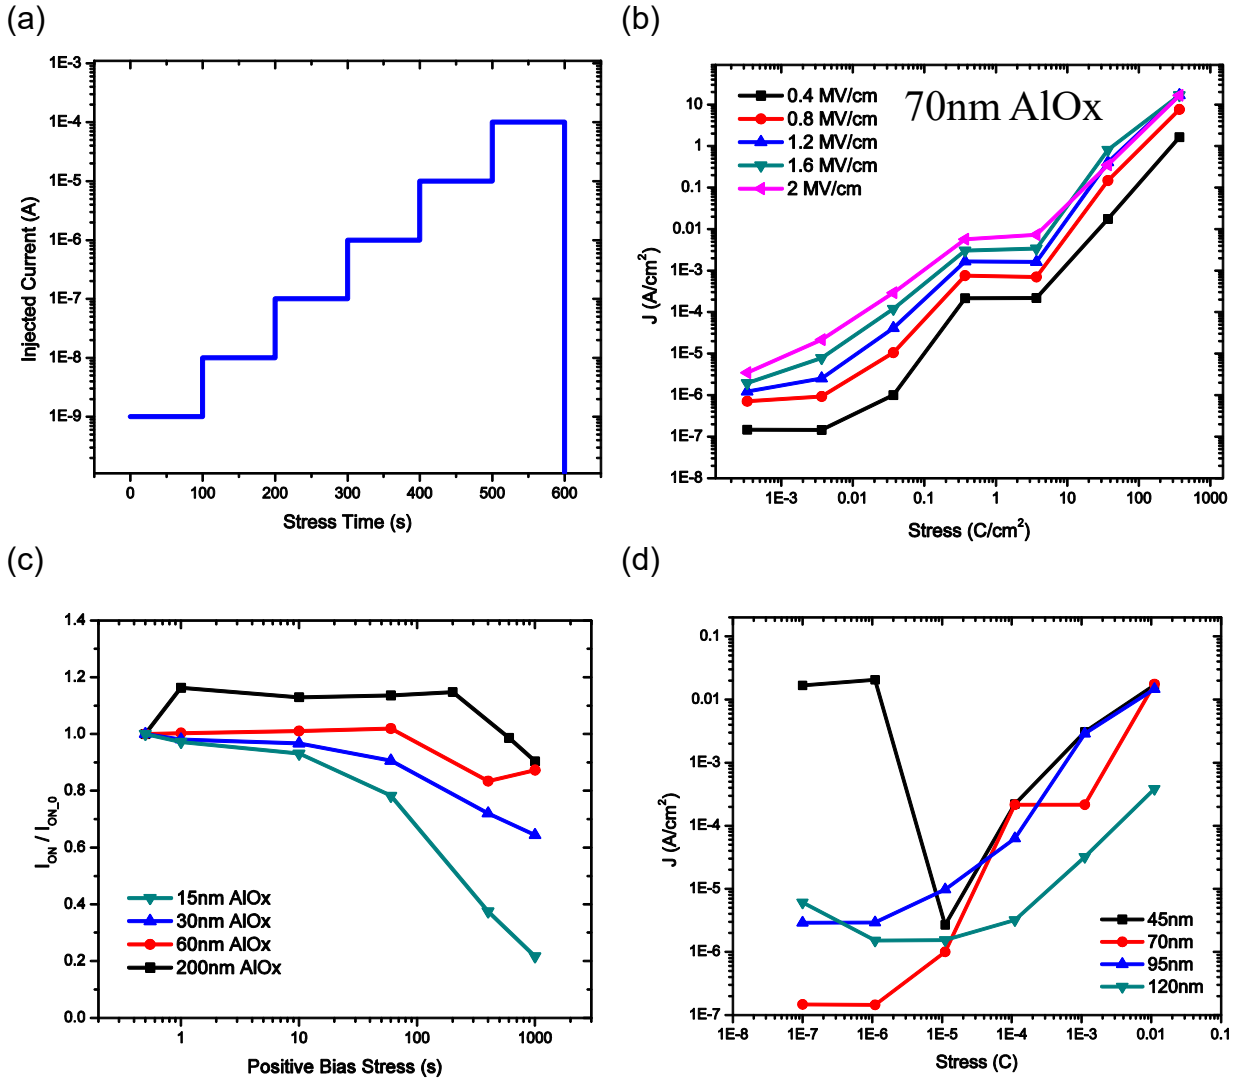 (a)
1E-3
1E-4
1E-5
1E-6
1E-7
1E-8
1E-9
Injected Current (A)
0 100 200 300 400 500 600
Stress Time (s)
(b)
70nm AlOx
0.4 MV/cm
0.8 MV/cm
1.2 MV/cm
1.6 MV/cm
2 MV/cm
10
1
0.1
0.01
1E-3
1E-4
1E-5
1E-6
1E-7
1E-8
J (A/cm²)
1E-3 0.01 0.1 1 10 100 1000
Stress (C/cm²)
(c)
1.4
1.2
1.0
0.8
0.6
0.4
0.2
0.0
I_ON / I_ON_0
15nm AlOx
30nm AlOx
60nm AlOx
200nm AlOx
1 10 100 1000
Positive Bias Stress (s)
(d)
0.1
0.01
1E-3
1E-4
1E-5
1E-6
1E-7
J (A/cm²)
45nm
70nm
95nm
120nm
1E-8 1E-7 1E-6 1E-5 1E-4 1E-3 0.01 0.1
Stress (C)